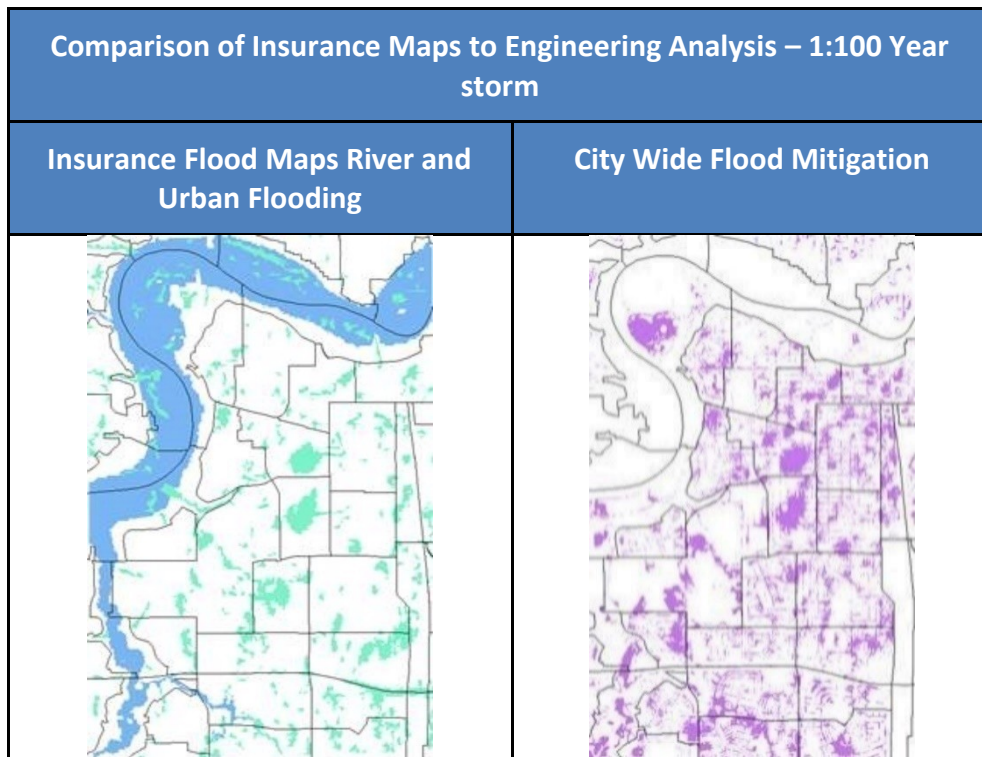 Comparison of Insurance Maps to Engineering Analysis – 1:100 Year
storm
Insurance Flood Maps River and
Urban Flooding
City Wide Flood Mitigation